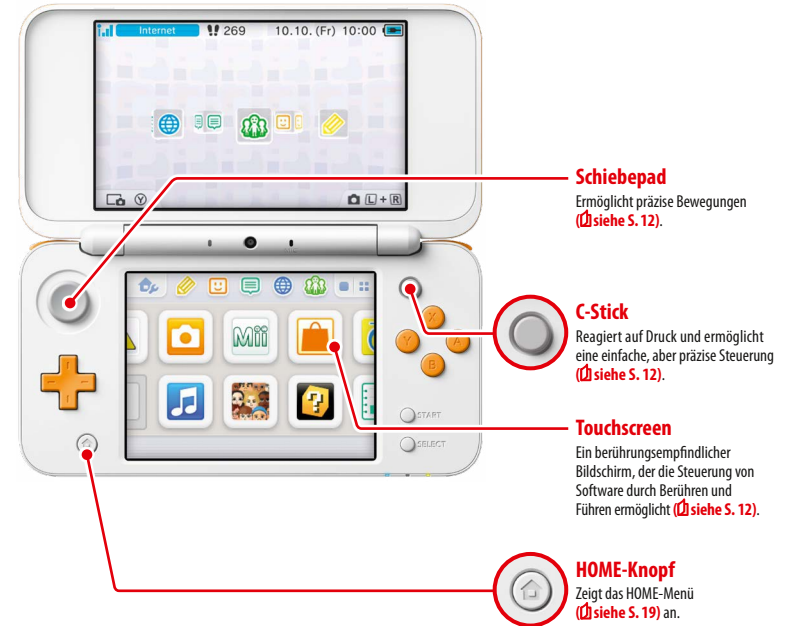 Internet 269 10.10. (Fr) 10:00
Y L + R
Schiebepad
Ermöglicht präzise Bewegungen
(siehe S. 12).
Mii
X
Y A
B
START
SELECT
C-Stick
Reagiert auf Druck und ermöglicht
eine einfache, aber präzise Steuerung
(siehe S. 12).
Touchscreen
Ein berührungsempfindlicher
Bildschirm, der die Steuerung von
Software durch Berühren und
Führen ermöglicht (siehe S. 12).
HOME-Knopf
Zeigt das HOME-Menü
(siehe S. 19) an.